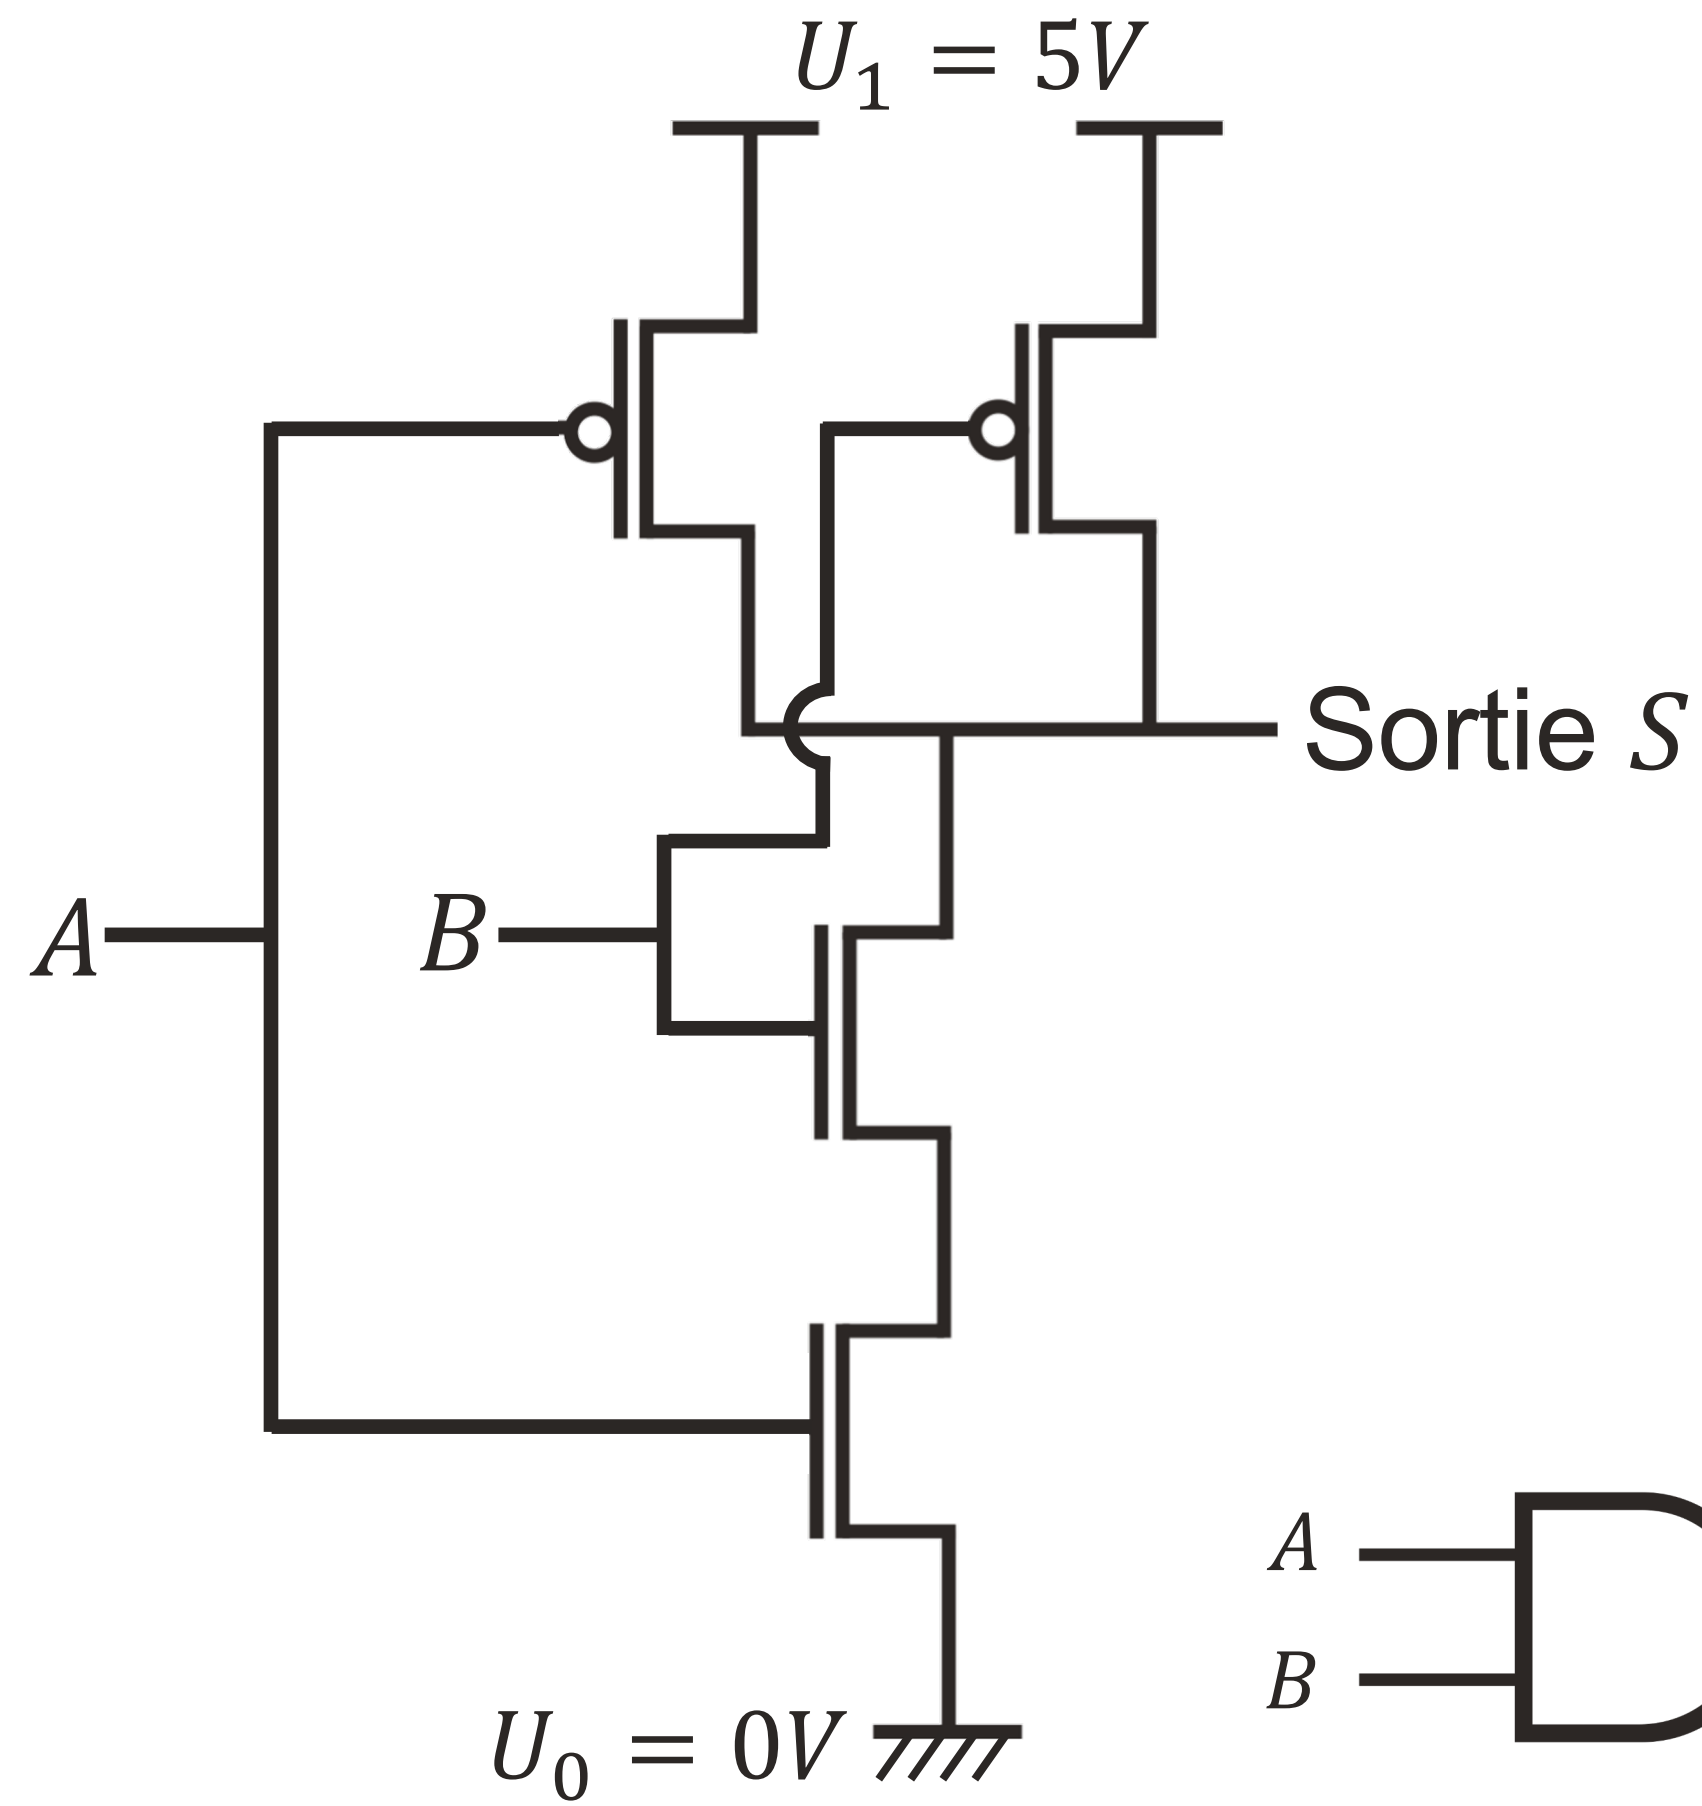 U₁ = 5V
Sortie S
A
B
A
B
U₀ = 0V